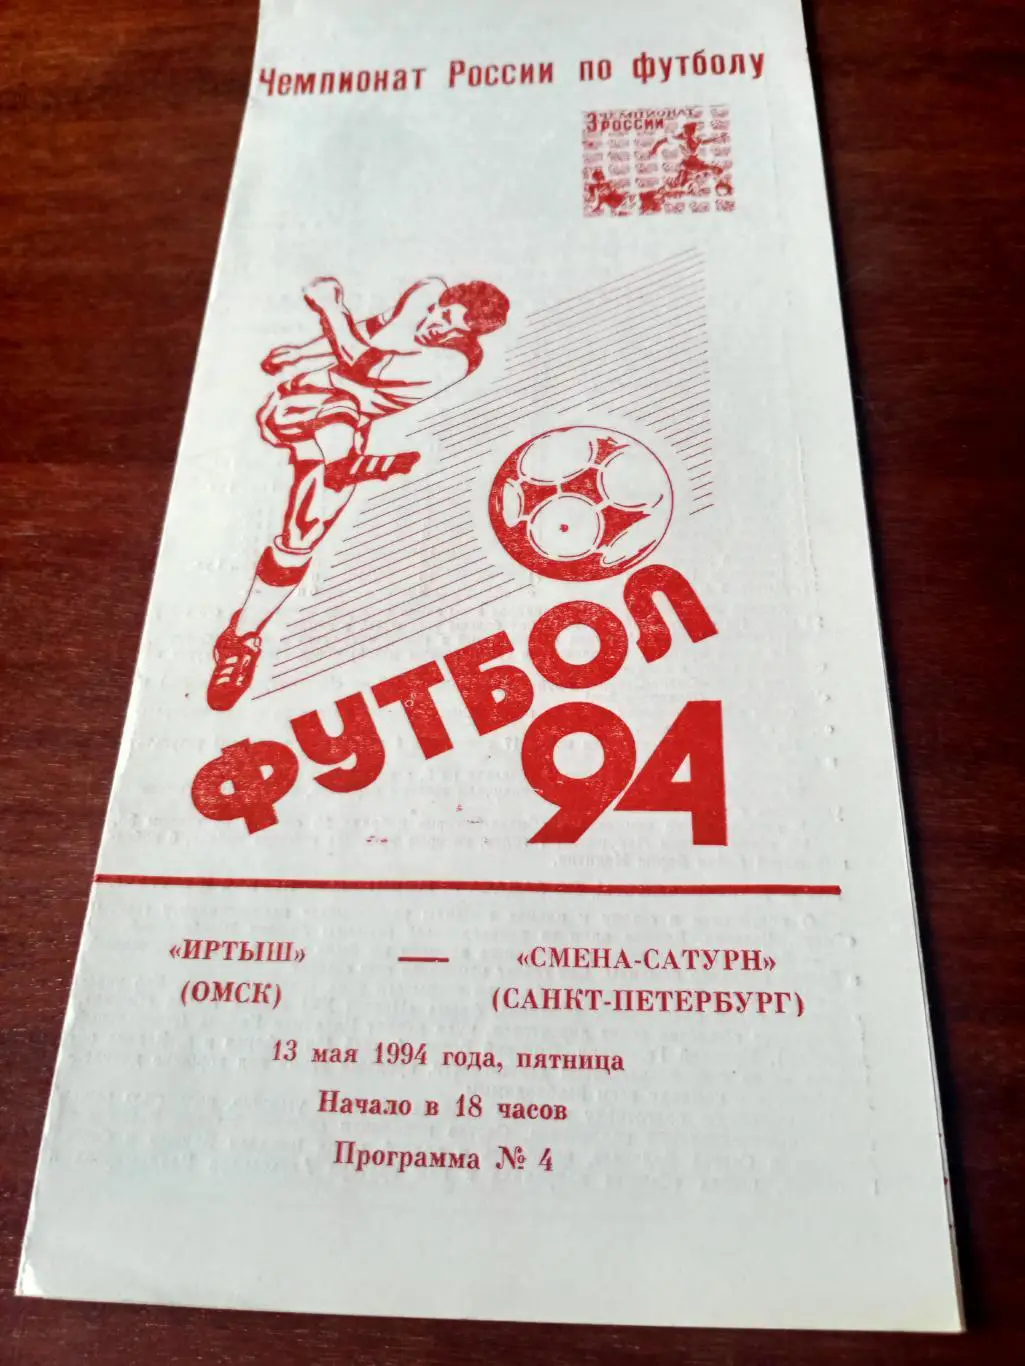 Чемпионат России по футболу
3 ЧЕМПИОНАТ
РОССИИ
ФУТБОЛ
94
«ИРТЫШ» — «СМЕНА-САТУРН»
(ОМСК) (САНКТ-ПЕТЕРБУРГ)
13 мая 1994 года, пятница
Начало в 18 часов
Программа № 4